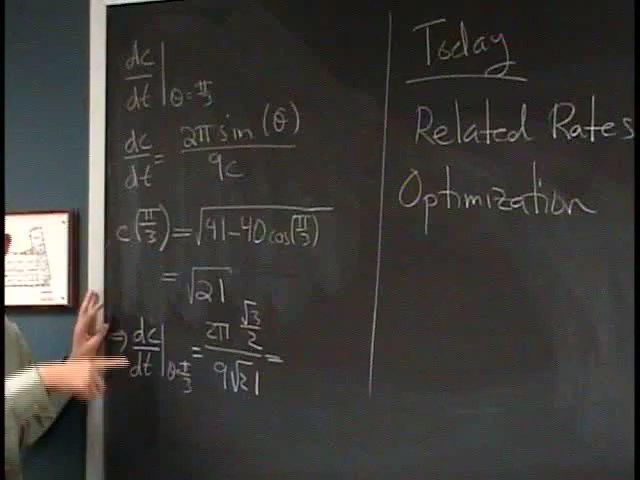 dc/dt |θ=π/3
dc/dt = 2π sin (θ) / 9c
c(π/3) = √(41-40 cos(π/3))
= √21
⇒ dc/dt |θ=π/3 = 2π √3/2 / 9√21 =
Today
Related Rates
Optimization